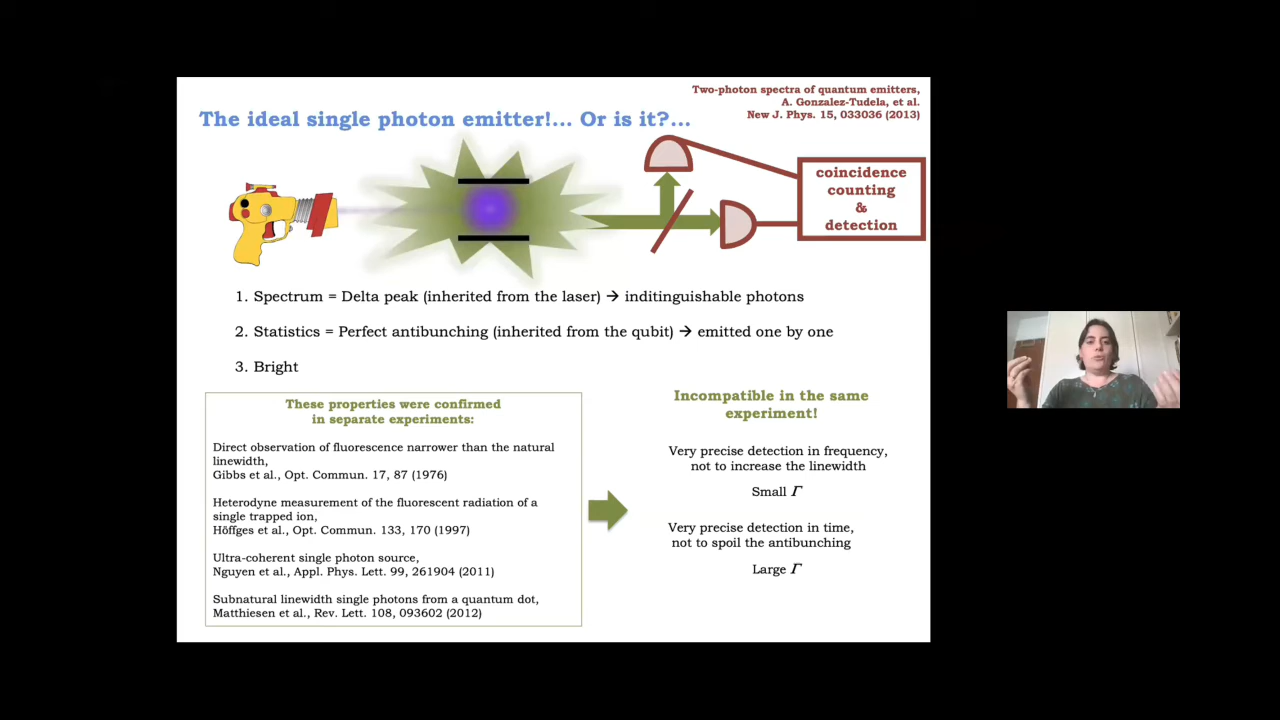 Two-photon spectra of quantum emitters,
A. Gonzalez-Tudela, et al.
New J. Phys. 15, 033036 (2013)
The ideal single photon emitter!... Or is it?...
coincidence
counting
&
detection
1. Spectrum = Delta peak (inherited from the laser) → inditinguishable photons
2. Statistics = Perfect antibunching (inherited from the qubit) → emitted one by one
3. Bright
These properties were confirmed
in separate experiments:
Direct observation of fluorescence narrower than the natural
linewidth,
Gibbs et al., Opt. Commun. 17, 87 (1976)
Heterodyne measurement of the fluorescent radiation of a
single trapped ion,
Höffges et al., Opt. Commun. 133, 170 (1997)
Ultra-coherent single photon source,
Nguyen et al., Appl. Phys. Lett. 99, 261904 (2011)
Subnatural linewidth single photons from a quantum dot,
Matthiesen et al., Rev. Lett. 108, 093602 (2012)
Incompatible in the same
experiment!
Very precise detection in frequency,
not to increase the linewidth
Small Γ
Very precise detection in time,
not to spoil the antibunching
Large Γ